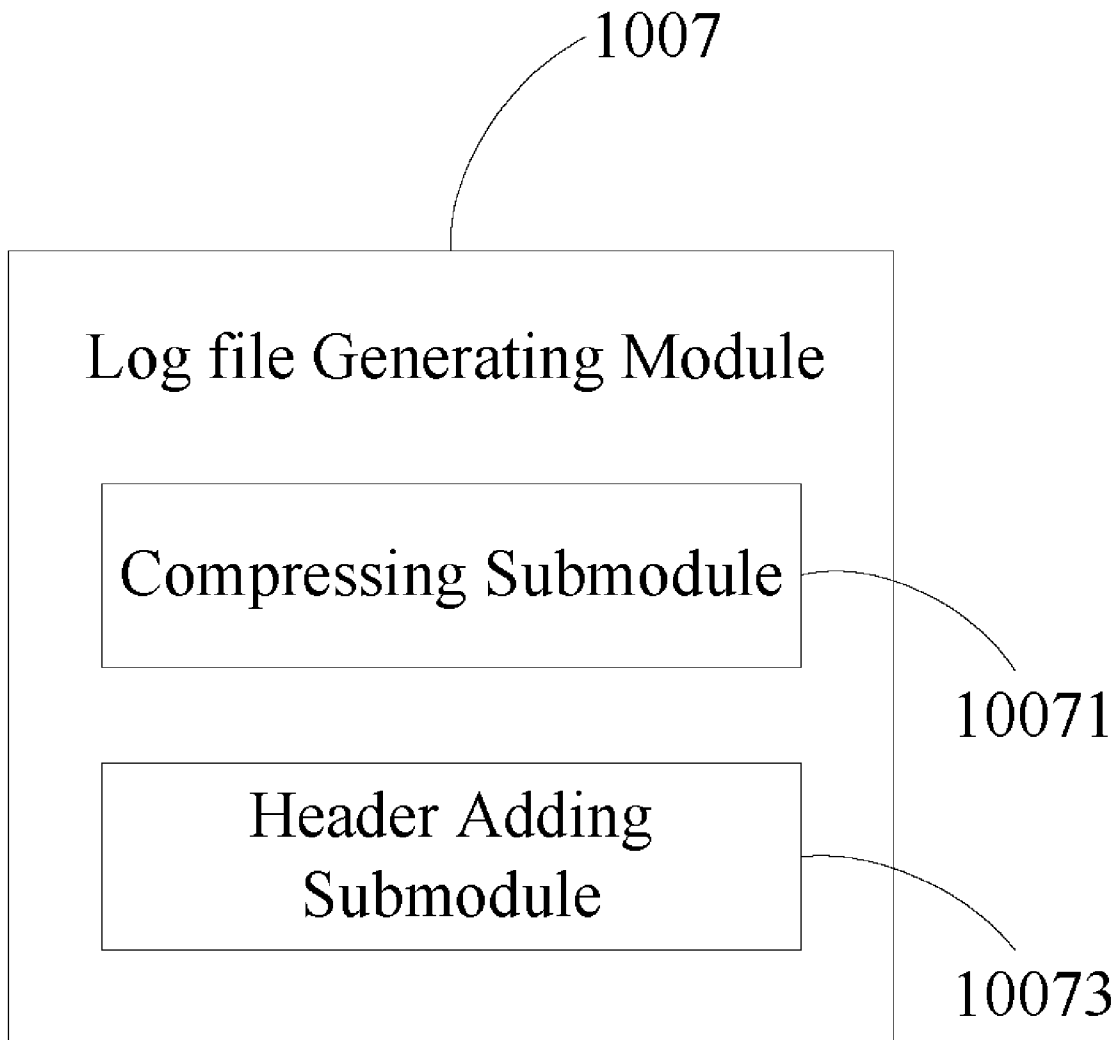 1007
Log file Generating Module
Compressing Submodule
10071
Header Adding
Submodule
10073